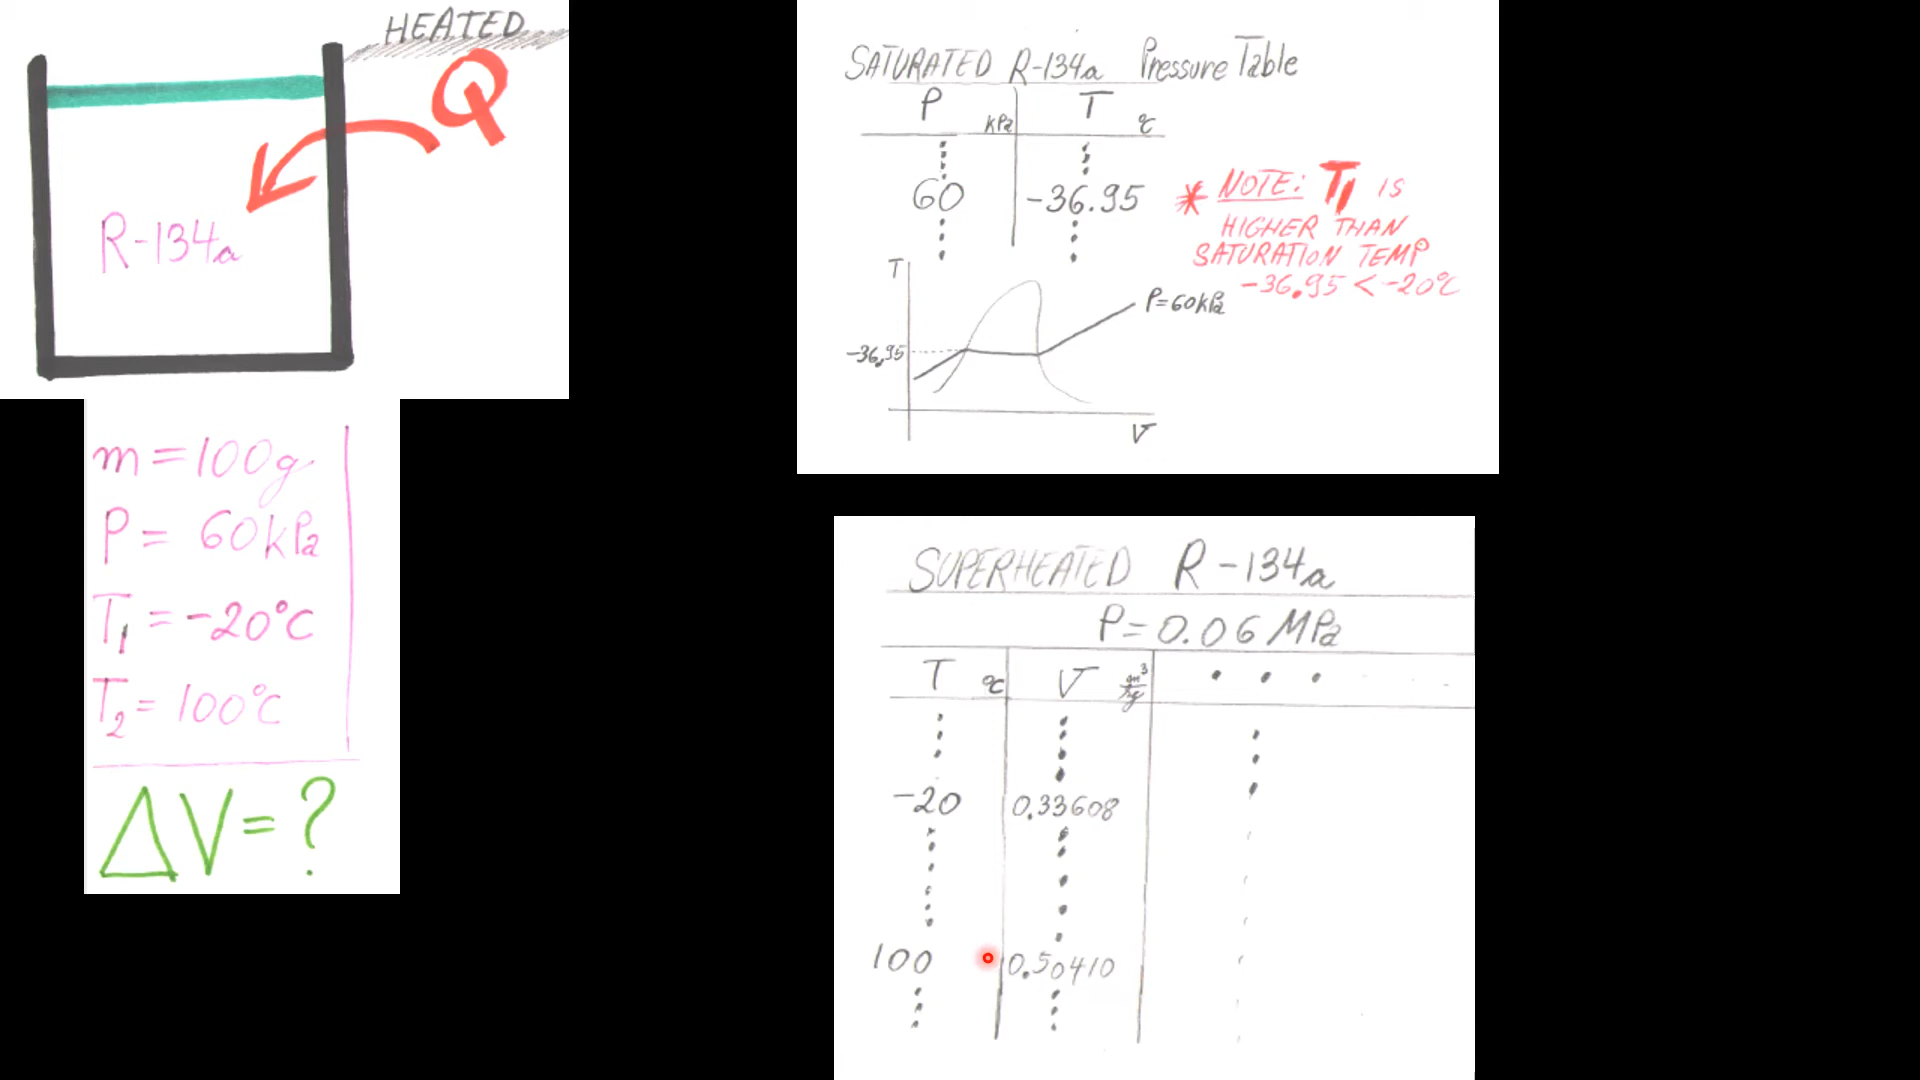 HEATED
Q
R-134a
m = 100g
P = 60kPa
T1 = -20°C
T2 = 100°C
ΔV = ?
SATURATED R-134a Pressure Table
P kPa T °C
60 -36.95
* NOTE: T1 IS
HIGHER THAN
SATURATION TEMP
-36.95 < -20°C
T
P=60kPa
-36,95
V
SUPERHEATED R-134a
P=0.06 MPa
T °C V m³/kg
-20 0.33608
100 0.50410